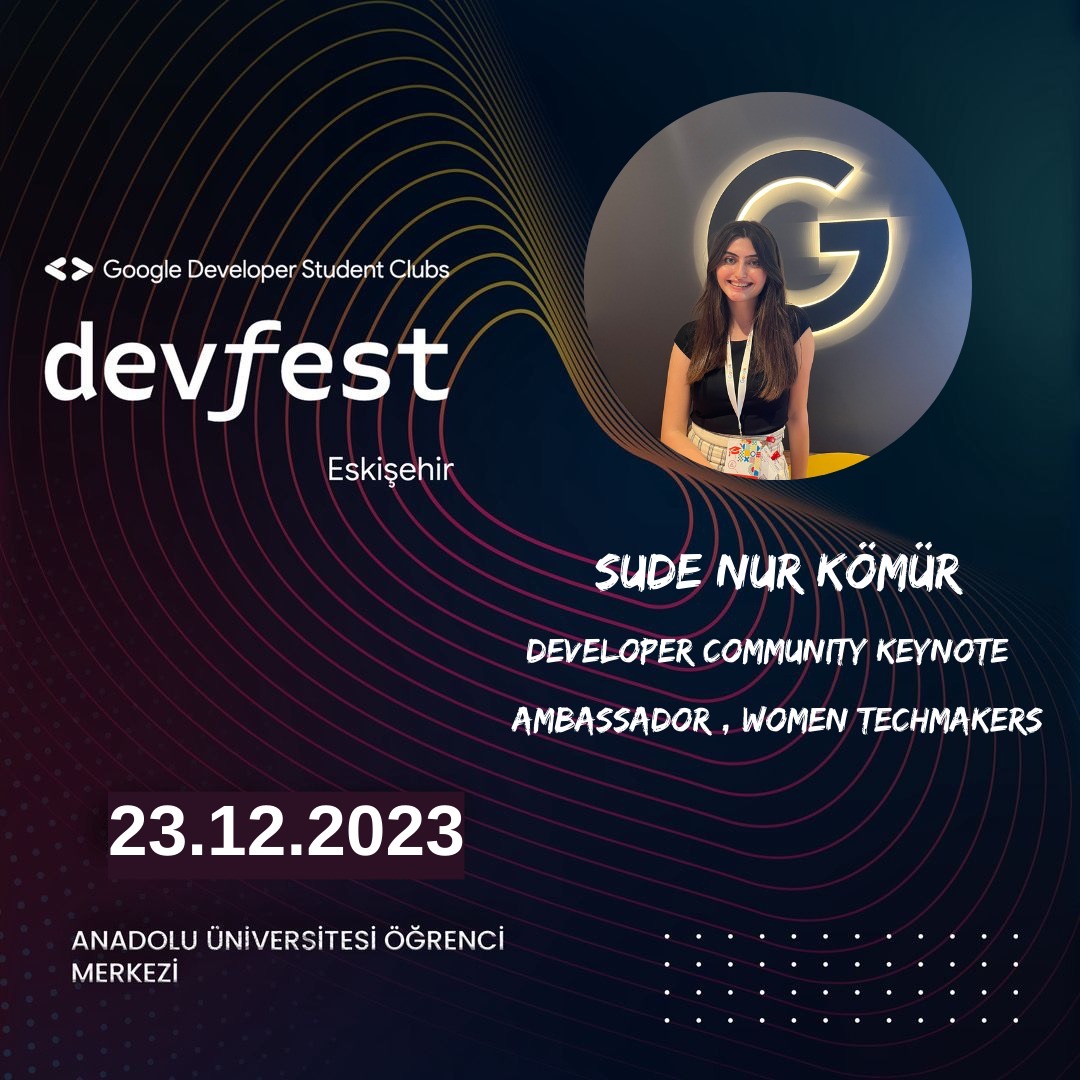 <> Google Developer Student Clubs
devfest
Eskişehir
G
SUDE NUR KÖMÜR
DEVELOPER COMMUNITY KEYNOTE
AMBASSADOR , WOMEN TECHMAKERS
23.12.2023
ANADOLU ÜNİVERSİTESİ ÖĞRENCİ
MERKEZİ